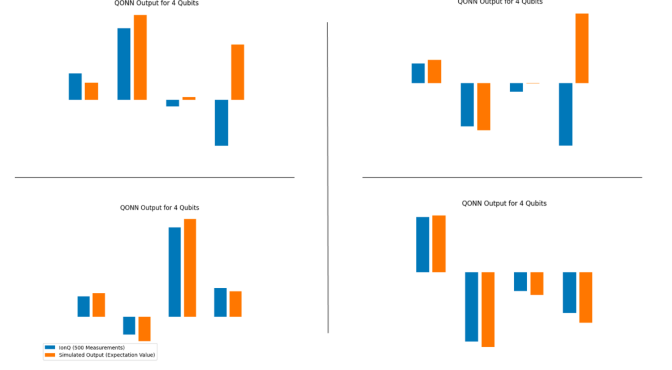 QONN Output for 4 Qubits
QONN Output for 4 Qubits
QONN Output for 4 Qubits
QONN Output for 4 Qubits
IonQ (500 Measurements)
Simulated Output (Expectation Value)